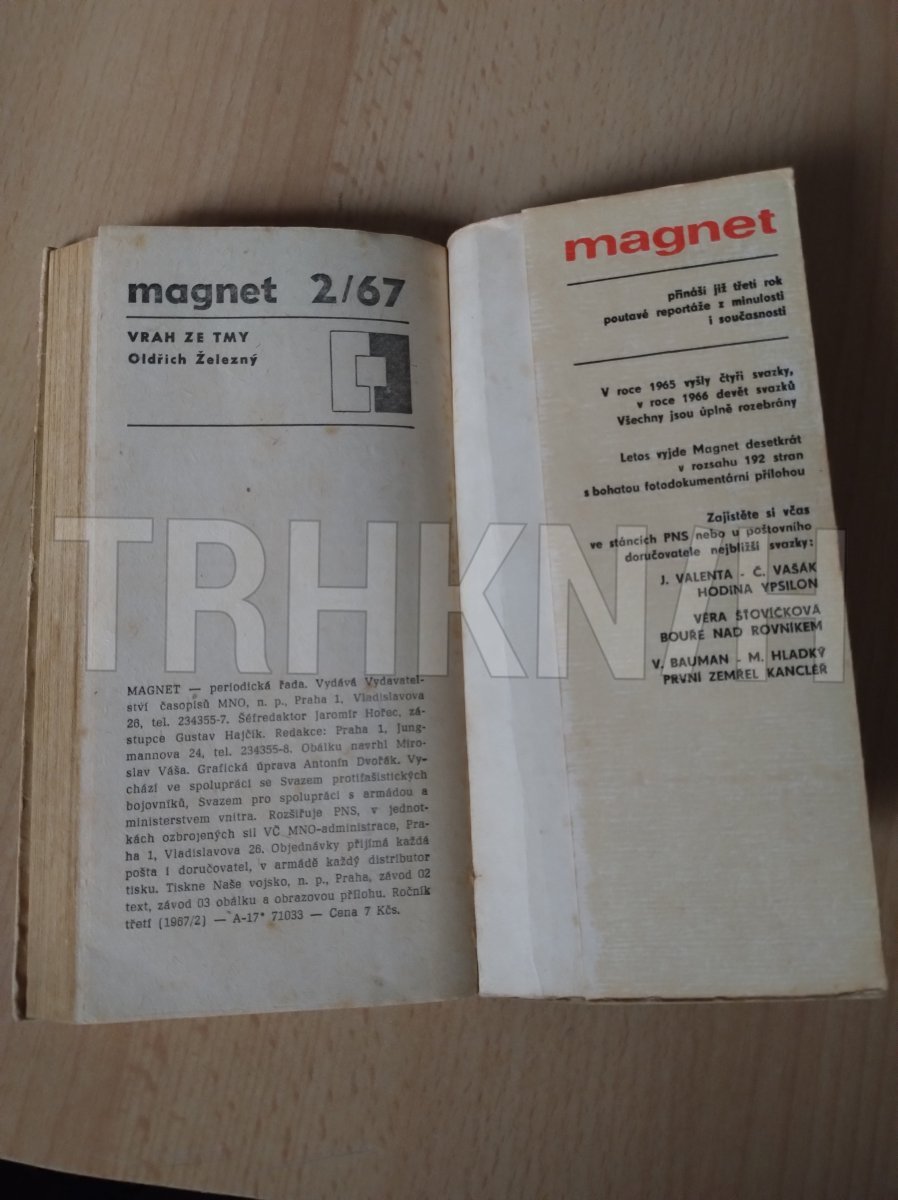 magnet 2/67
VRAH ZE TMY
Oldřich Železný
MAGNET — periodická řada. Vydává Vydavatel-
ství časopisů MNO, n. p., Praha 1, Vladislavova
26, tel. 234355-7. Šéfredaktor Jaromír Hořec, zá-
stupce Gustav Hajčík. Redakce: Praha 1, Jung-
mannova 24, tel. 234355-8. Obálku navrhl Miro-
slav Váša. Grafická úprava Antonín Dvořák. Vy-
chází ve spolupráci se Svazem protifašistických
bojovníků, Svazem pro spolupráci s armádou a
ministerstvem vnitra. Rozšiřuje PNS, v jednot-
kách ozbrojených sil VČ MNO-administrace, Pra-
ha 1, Vladislavova 26. Objednávky přijímá každá
pošta i doručovatel, v armádě každý distributor
tisku. Tiskne Naše vojsko, n. p., Praha, závod 02
text, závod 03 obálku a obrazovou přílohu. Ročník
třetí (1967/2) — A-17* 71033 — Cena 7 Kčs.
magnet
přináší již třetí rok
poutavé reportáže z minulosti
i současnosti
V roce 1965 vyšly čtyři svazky,
v roce 1966 devět svazků
Všechny jsou úplně rozebrány
Letos vyjde Magnet desetkrát
v rozsahu 192 stran
s bohatou fotodokumentární přílohou
Zajistěte si včas
ve stáncích PNS nebo u poštovního
doručovatele nejbližší svazky:
J. VALENTA - Č. VAŠÁK
HODINA YPSILON
VĚRA ŠŤOVÍČKOVÁ
BOUŘE NAD ROVNÍKEM
V. BAUMAN - M. HLADKÝ
PRVNÍ ZEMŘEL KANCLÉŘ